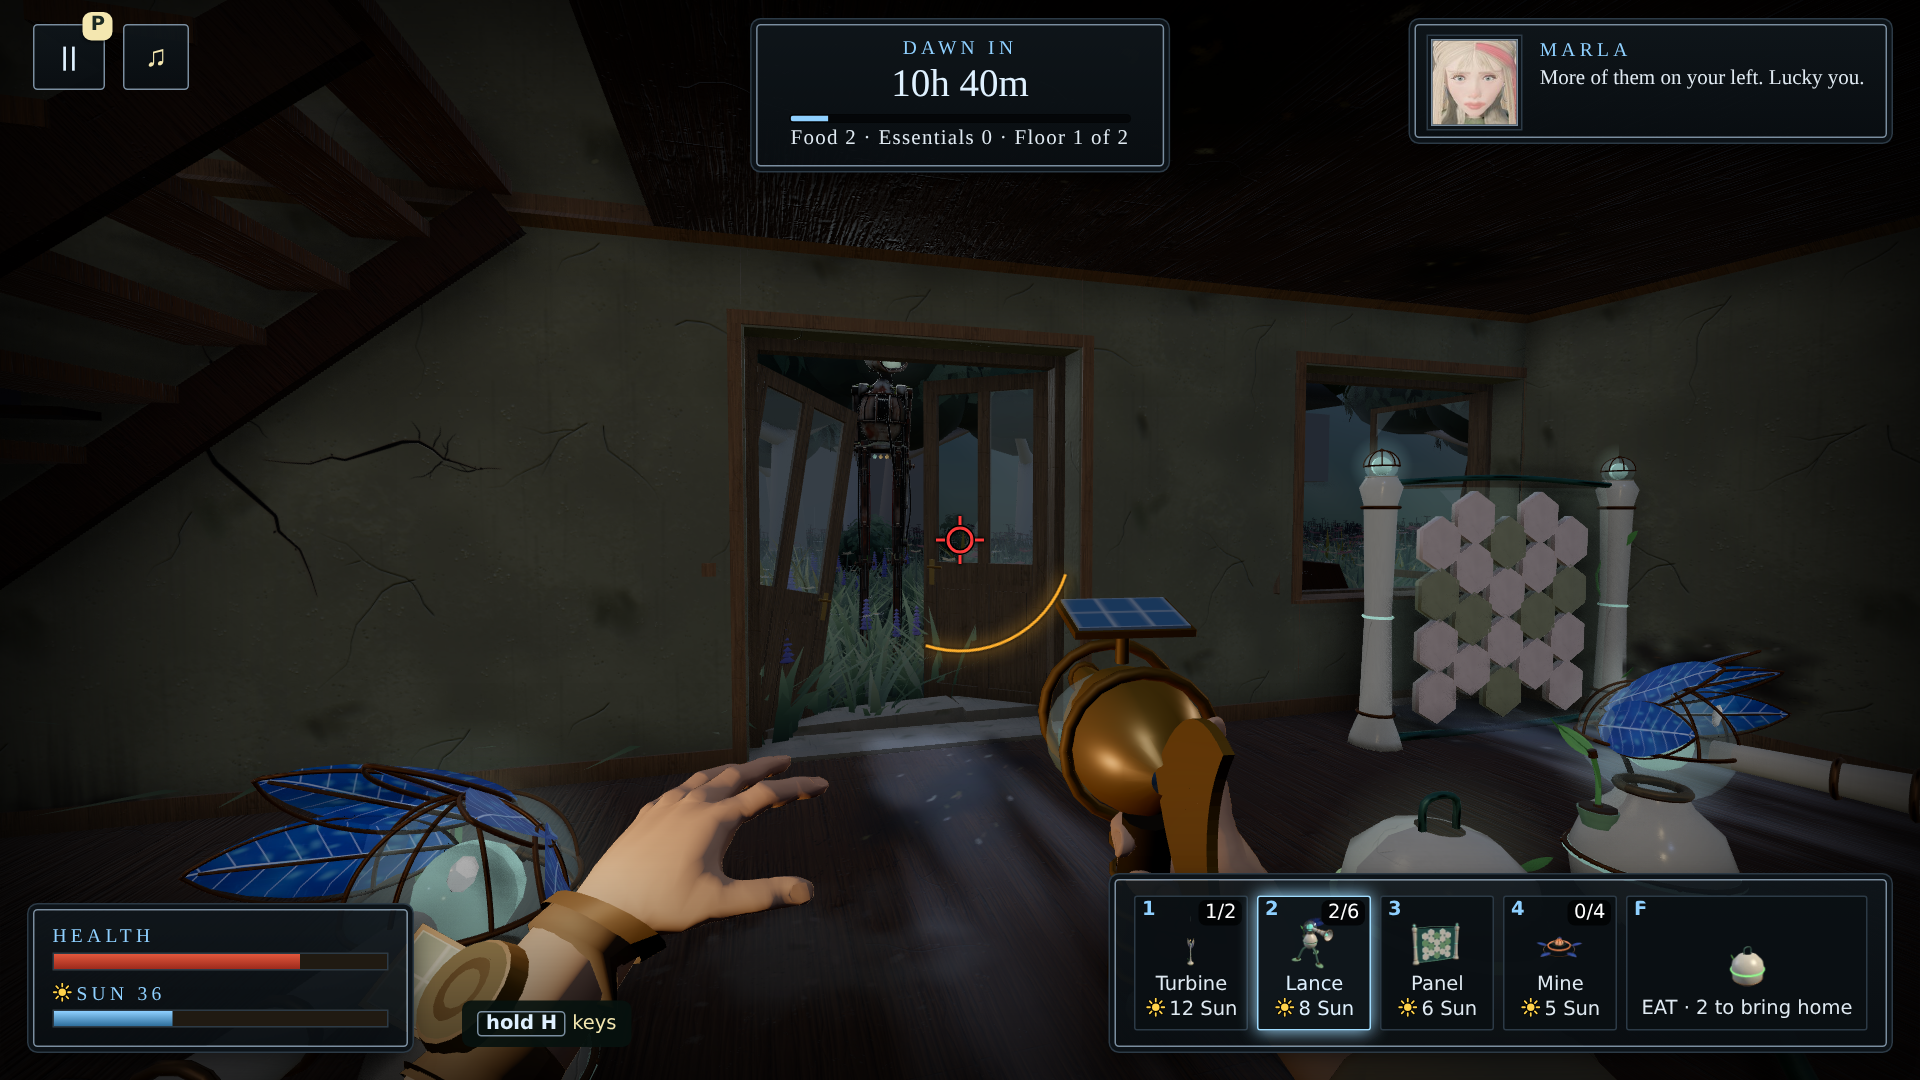 P
DAWN IN
10h 40m
Food 2 · Essentials 0 · Floor 1 of 2
MARLA
More of them on your left. Lucky you.
HEALTH
SUN 36
hold H keys
1 1/2
Turbine
12 Sun
2 2/6
Lance
8 Sun
3
Panel
6 Sun
4 0/4
Mine
5 Sun
F
EAT · 2 to bring home